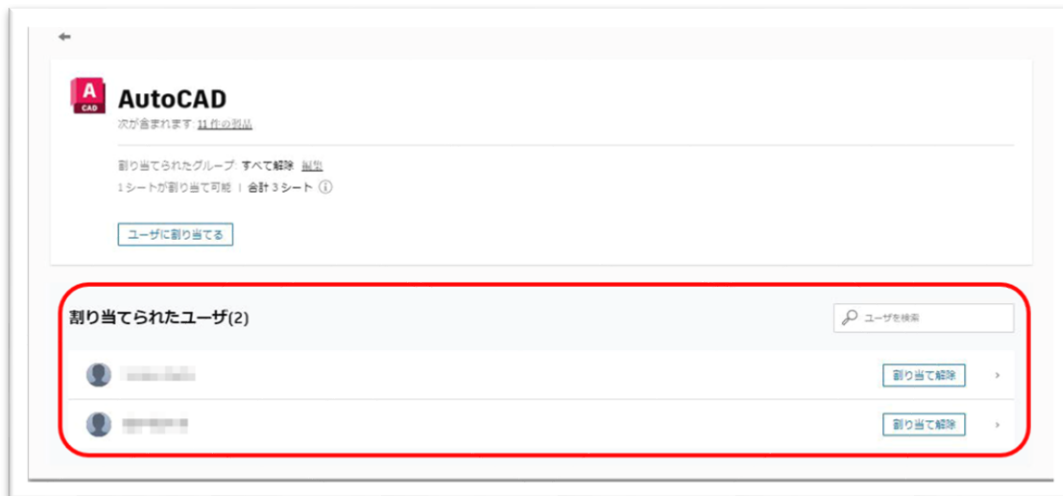 ←
A
CAD
AutoCAD
次が含まれます: 11 件の製品
割り当てられたグループ: すべて解除 編集
1 シートが割り当て可能 | 合計 3 シート ⓘ
ユーザに割り当てる
割り当てられたユーザ(2)
ユーザを検索
割り当て解除 ›
割り当て解除 ›